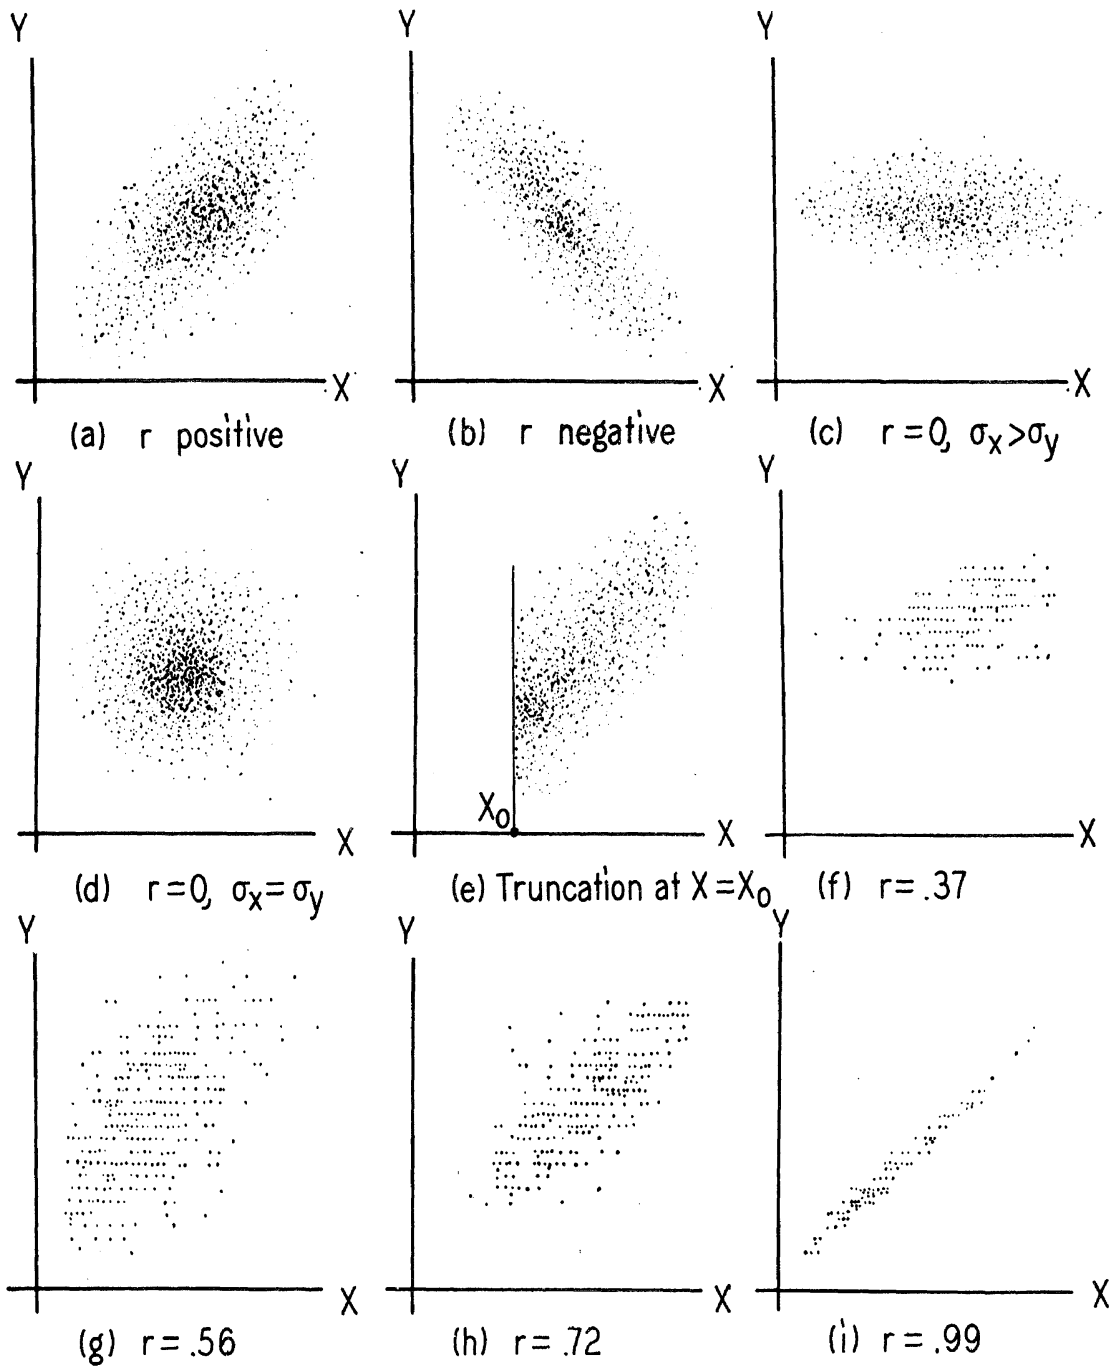 Y
Y
Y
X
X
X
(a) r positive
(b) r negative
(c) r = 0, σx > σy
Y
Y
Y
X
X0
X
X
(d) r = 0, σx = σy
(e) Truncation at X = X0
(f) r = .37
Y
Y
Y
X
X
X
(g) r = .56
(h) r = .72
(i) r = .99